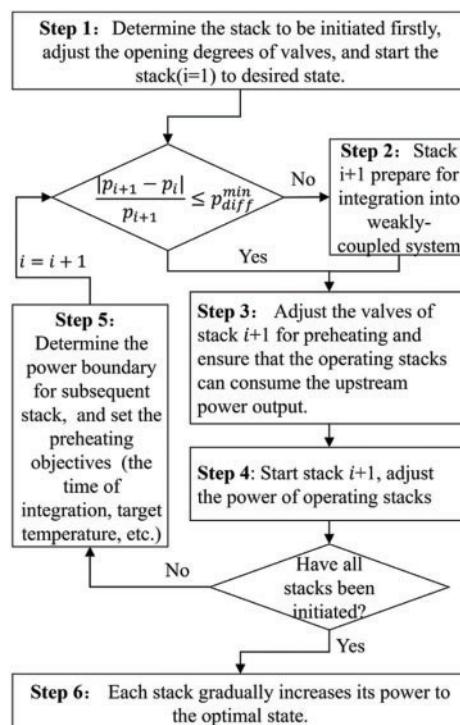 Step 1： Determine the stack to be initiated firstly,
adjust the opening degrees of valves, and start the
stack(i=1) to desired state.
|p_{i+1} − p_i| / p_{i+1} ≤ p_{diff}^{min}
No
Step 2： Stack
i+1 prepare for
integration into
weakly-
coupled system
Yes
i = i + 1
Step 3： Adjust the valves of
stack i+1 for preheating and
ensure that the operating stacks
can consume the upstream
power output.
Step 5：
Determine the
power boundary
for subsequent
stack, and set the
preheating
objectives (the
time of
integration, target
temperature, etc.)
Step 4: Start stack i+1, adjust
the power of operating stacks
Have all
stacks been
initiated?
No
Yes
Step 6： Each stack gradually increases its power to
the optimal state.